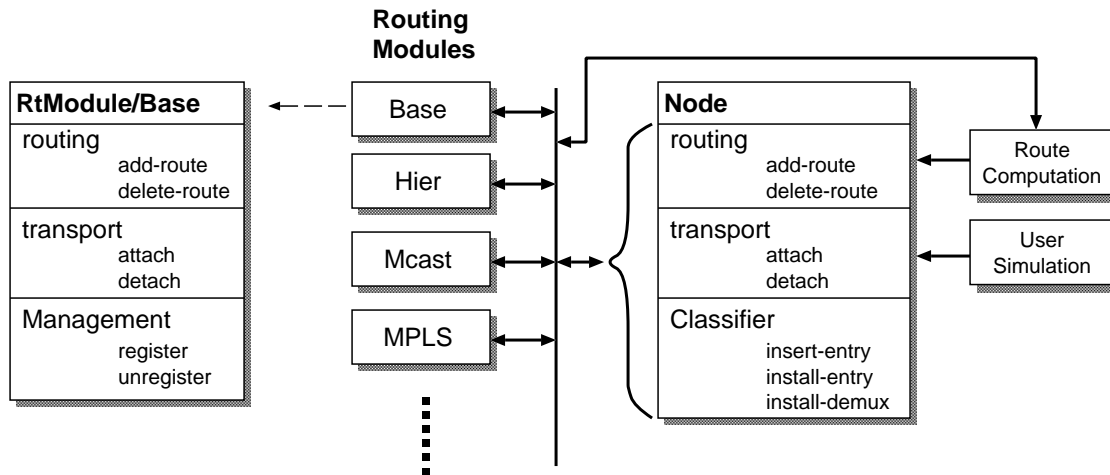 Routing
Modules
RtModule/Base
routing
add-route
delete-route
transport
attach
detach
Management
register
unregister
Base
Hier
Mcast
MPLS
Node
routing
add-route
delete-route
transport
attach
detach
Classifier
insert-entry
install-entry
install-demux
Route
Computation
User
Simulation